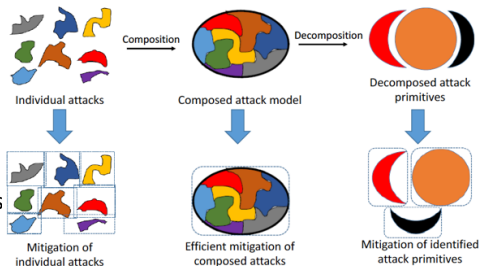 Composition
Decomposition
Individual attacks
Composed attack model
Decomposed attack
primitives
Mitigation of
individual attacks
Efficient mitigation of
composed attacks
Mitigation of identified
attack primitives